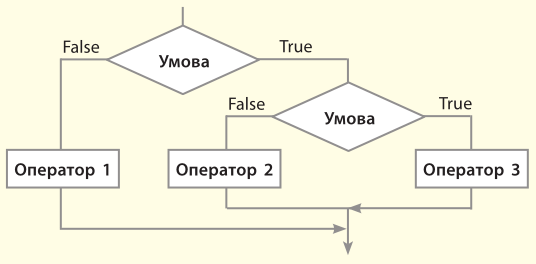 False
Умова
True
False
Умова
True
Оператор 1
Оператор 2
Оператор 3